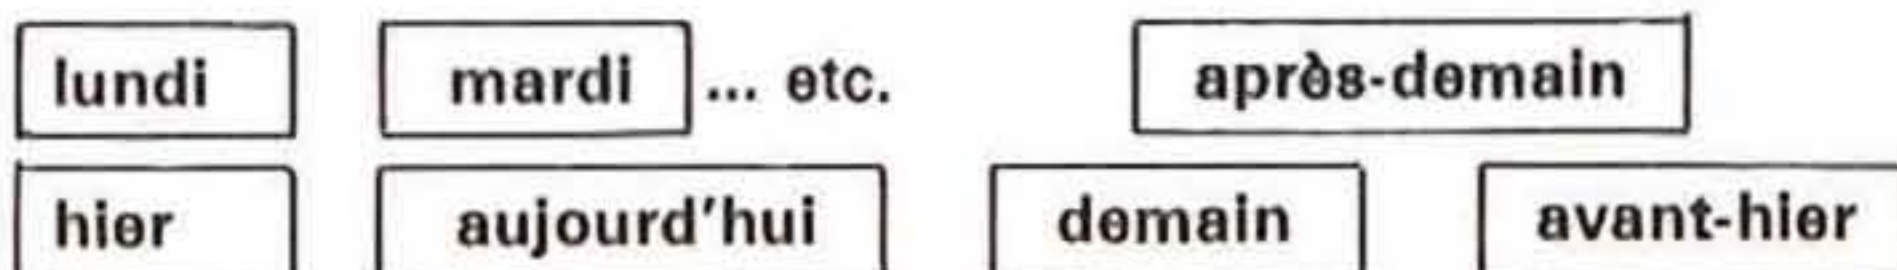 lundi mardi ... etc. après-demain
hier aujourd'hui demain avant-hier